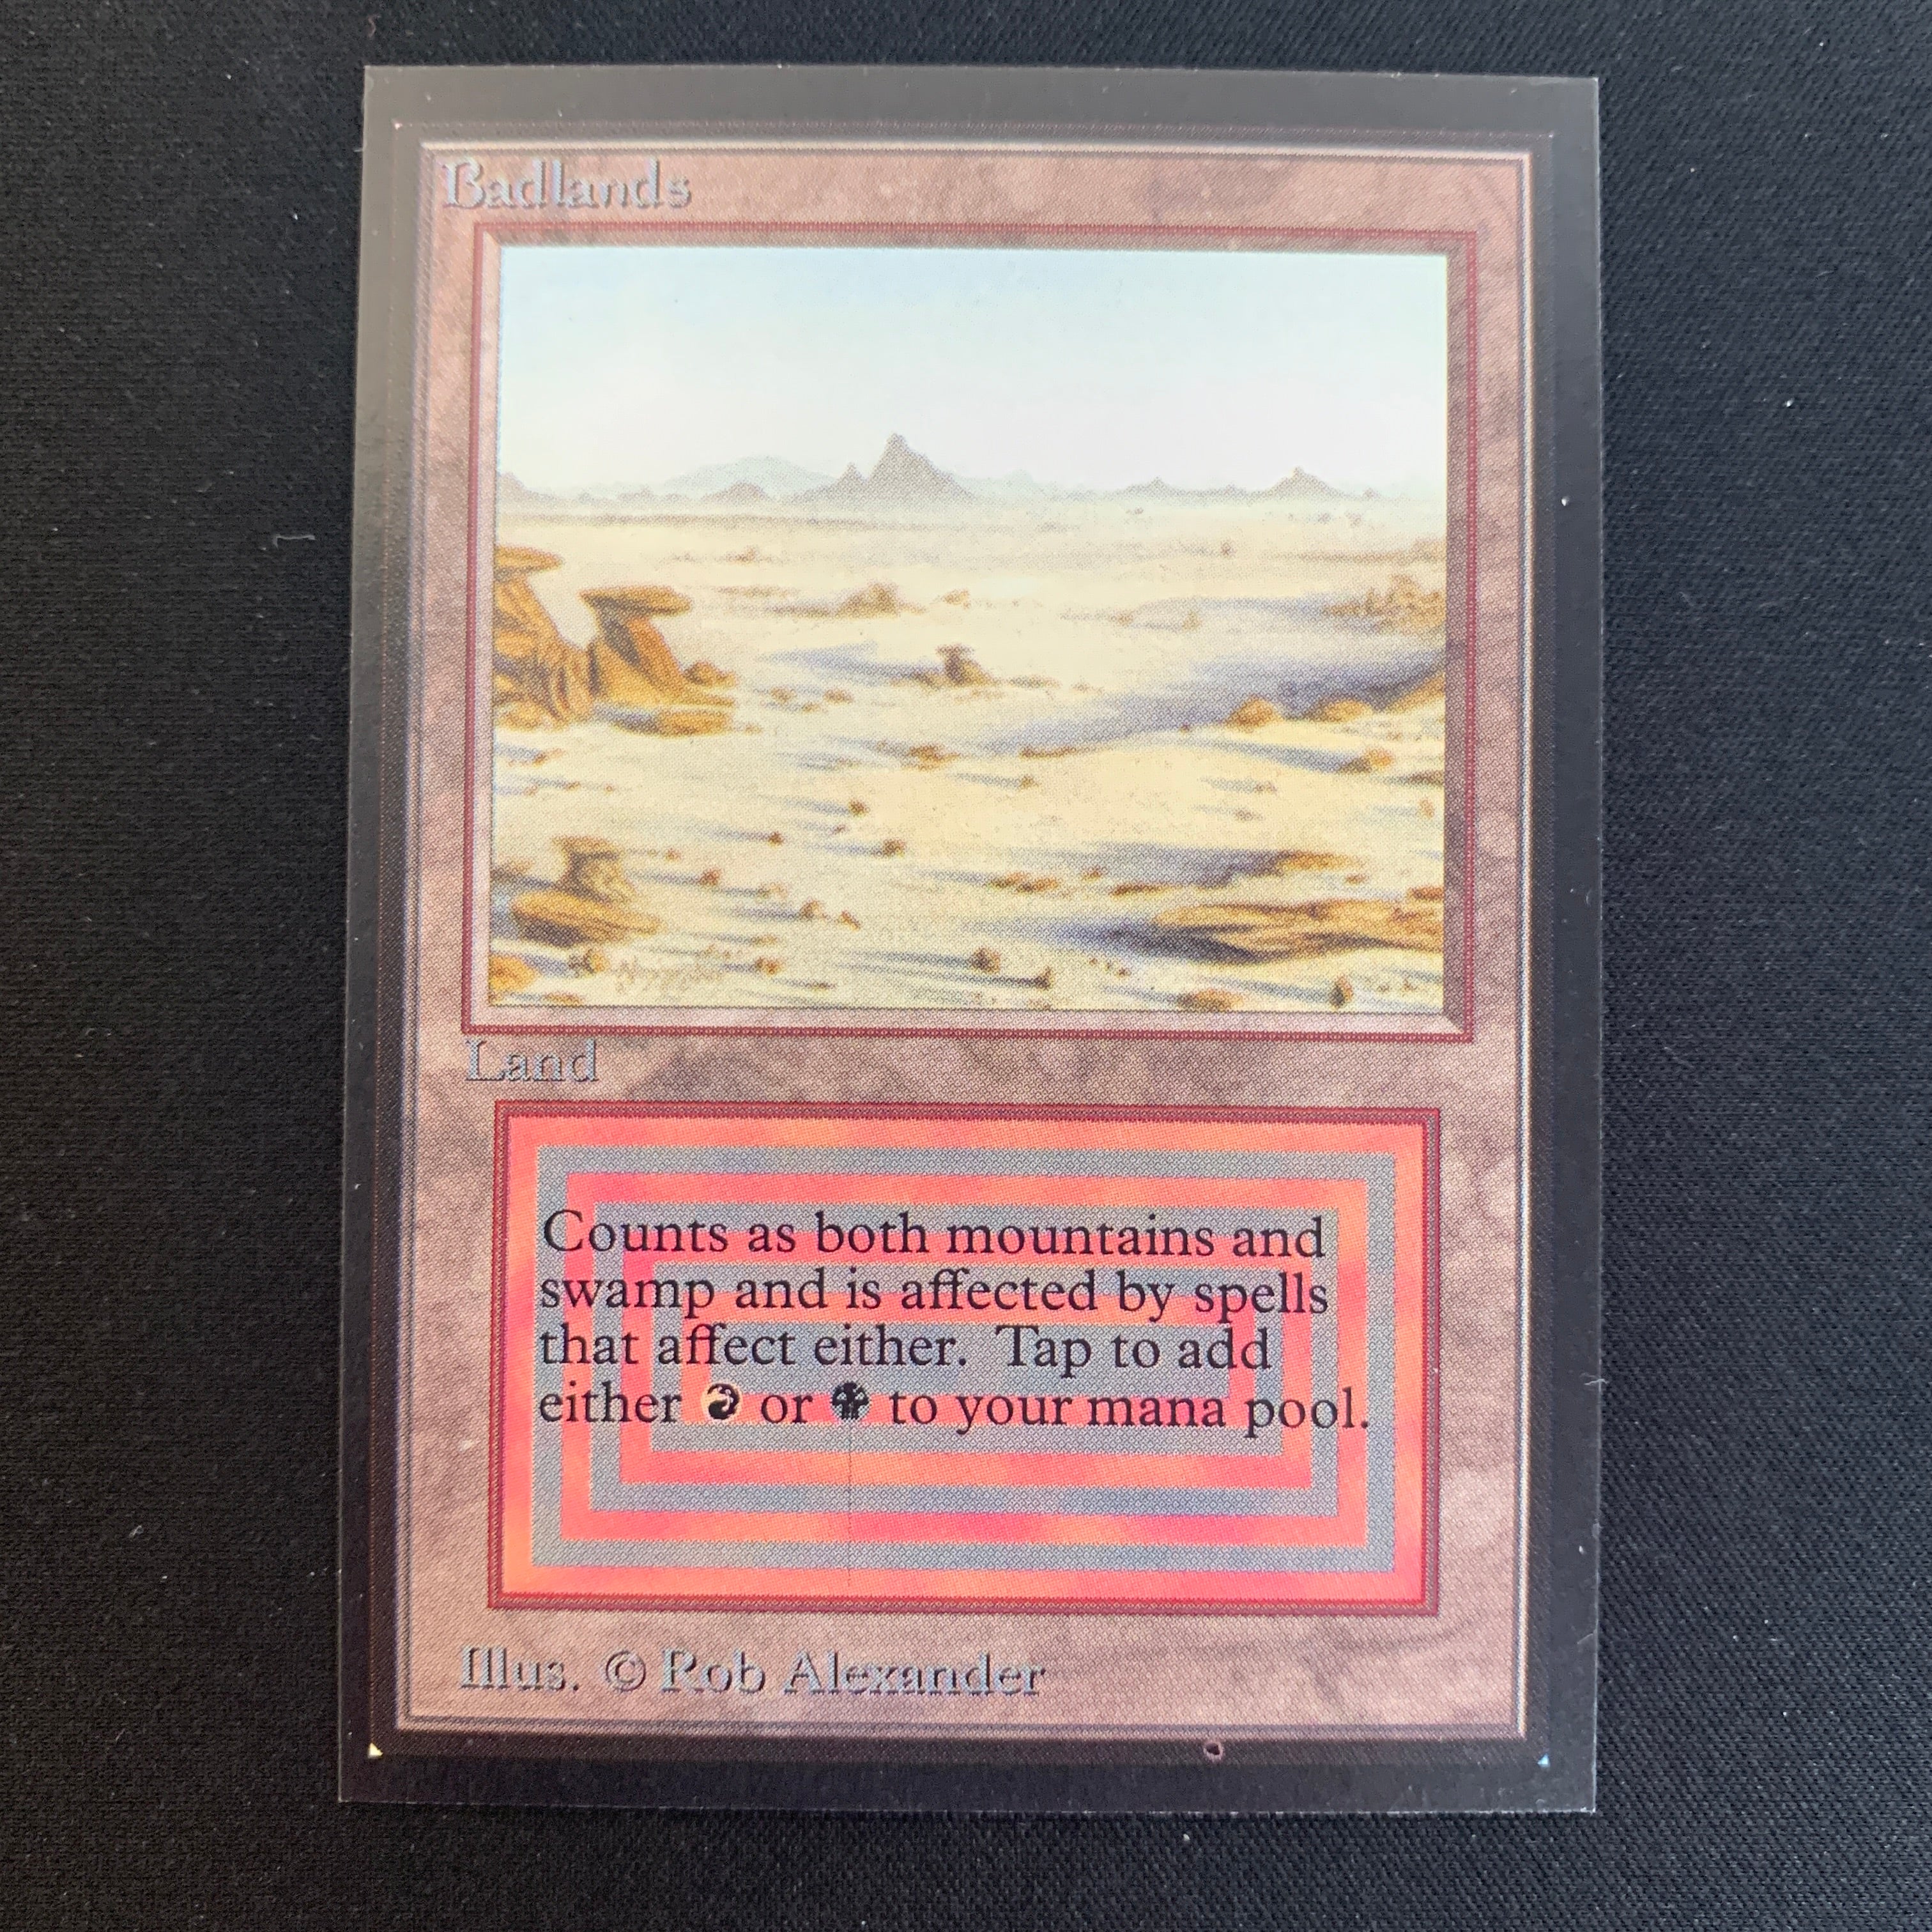 Badlands
Land
Counts as both mountains and
swamp and is affected by spells
that affect either. Tap to add
either or to your mana pool.
Illus. © Rob Alexander